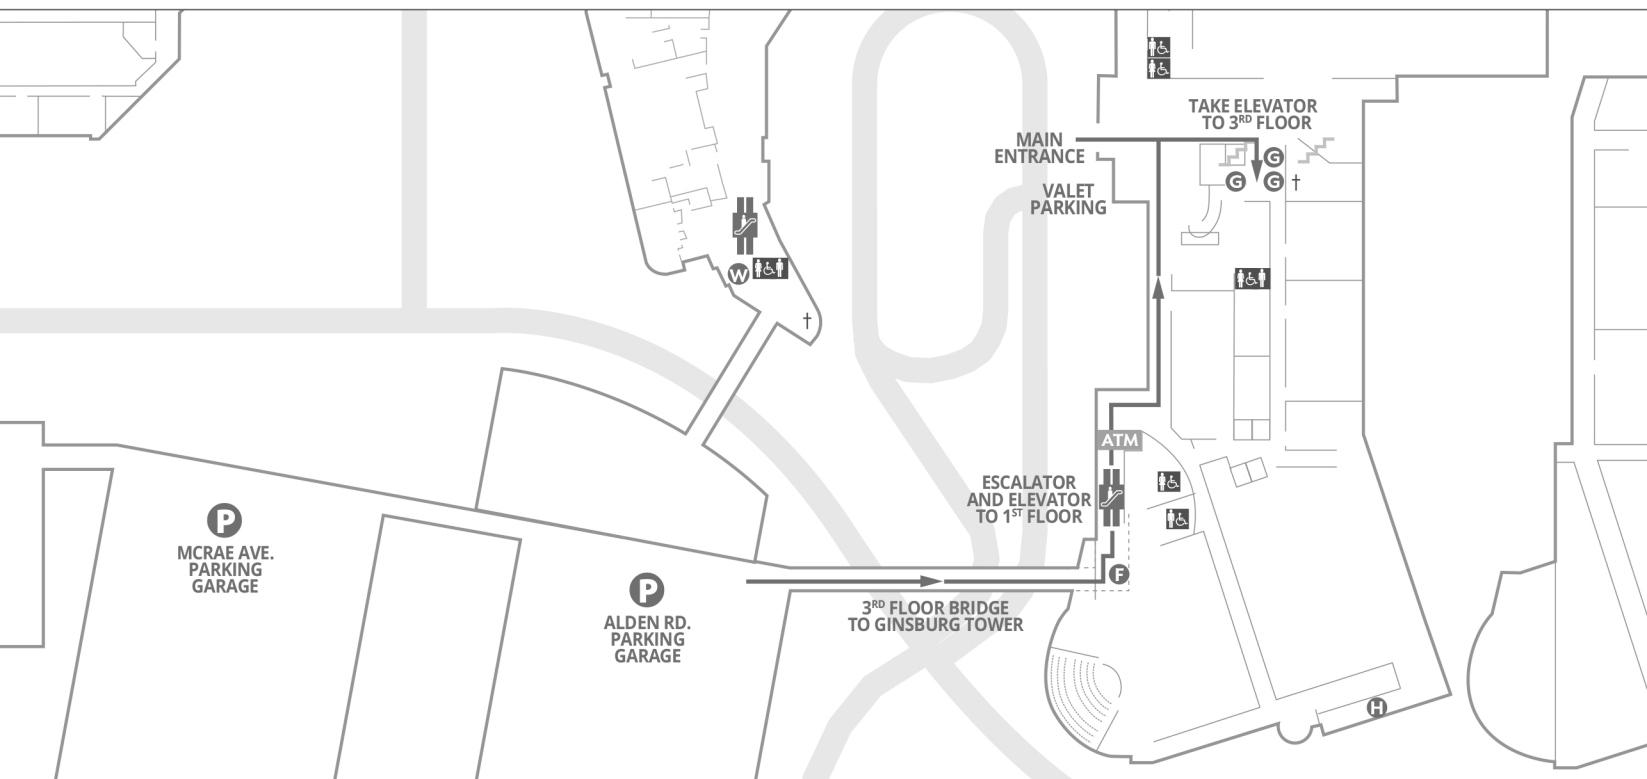 TAKE ELEVATOR
TO 3RD FLOOR
MAIN
ENTRANCE
G
G
G
†
VALET
PARKING
W
†
ATM
ESCALATOR
AND ELEVATOR
TO 1ST FLOOR
P
MCRAE AVE.
PARKING
GARAGE
P
ALDEN RD.
PARKING
GARAGE
F
3RD FLOOR BRIDGE
TO GINSBURG TOWER
H